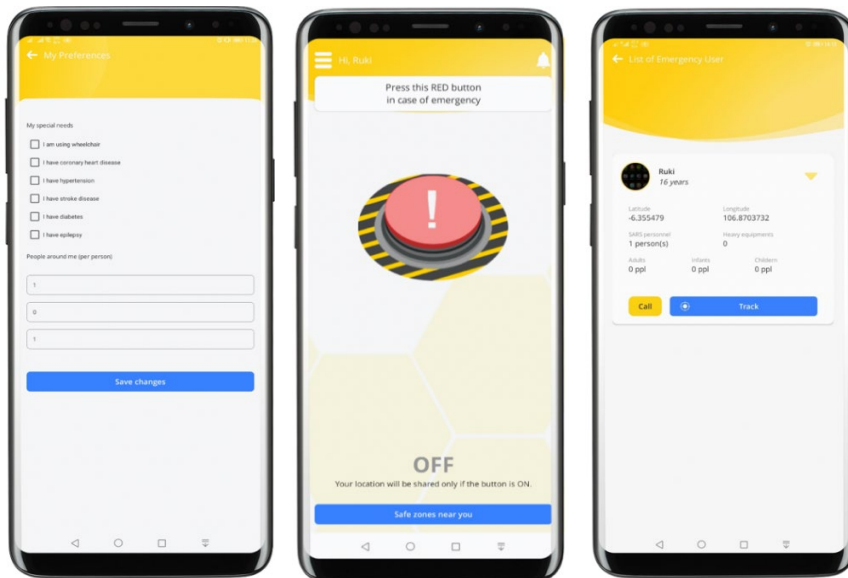 My Preferences
My special needs
I am using wheelchair
I have coronary heart disease
I have hypertension
I have stroke disease
I have diabetes
I have epilepsy
People around me (per person)
1
0
1
Save changes
Hi, Ruki
Press this RED button
in case of emergency
!
OFF
Your location will be shared only if the button is ON.
Safe zones near you
List of Emergency User
Ruki
16 years
Latitude Longitude
-6.355479 106.8703732
SARS personnel Heavy equipments
1 person(s) 0
Adults Infants Children
0 ppl 0 ppl 0 ppl
Call Track